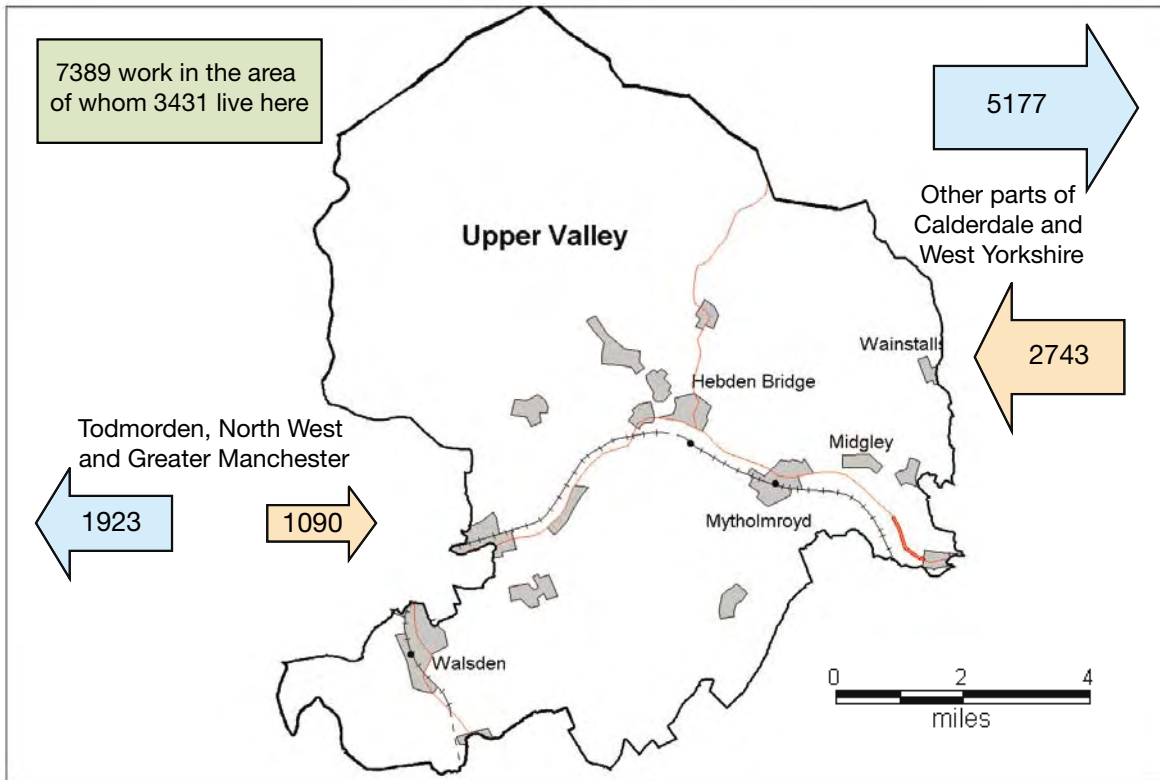 7389 work in the area
of whom 3431 live here
5177
Other parts of
Calderdale and
West Yorkshire
2743
Upper Valley
Wainstalls
Hebden Bridge
Midgley
Mytholmroyd
Todmorden, North West
and Greater Manchester
1923
1090
Walsden
0 2 4
miles